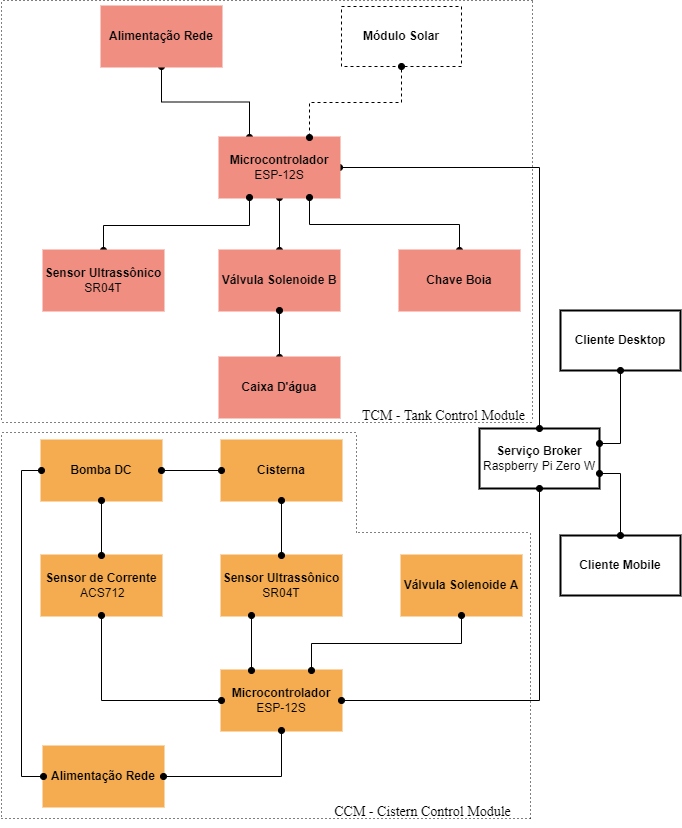 Alimentação Rede
Módulo Solar
Microcontrolador
ESP-12S
Sensor Ultrassônico
SR04T
Válvula Solenoide B
Chave Boia
Caixa D'água
TCM - Tank Control Module
Cliente Desktop
Serviço Broker
Raspberry Pi Zero W
Cliente Mobile
Bomba DC
Cisterna
Sensor de Corrente
ACS712
Sensor Ultrassônico
SR04T
Válvula Solenoide A
Microcontrolador
ESP-12S
Alimentação Rede
CCM - Cistern Control Module